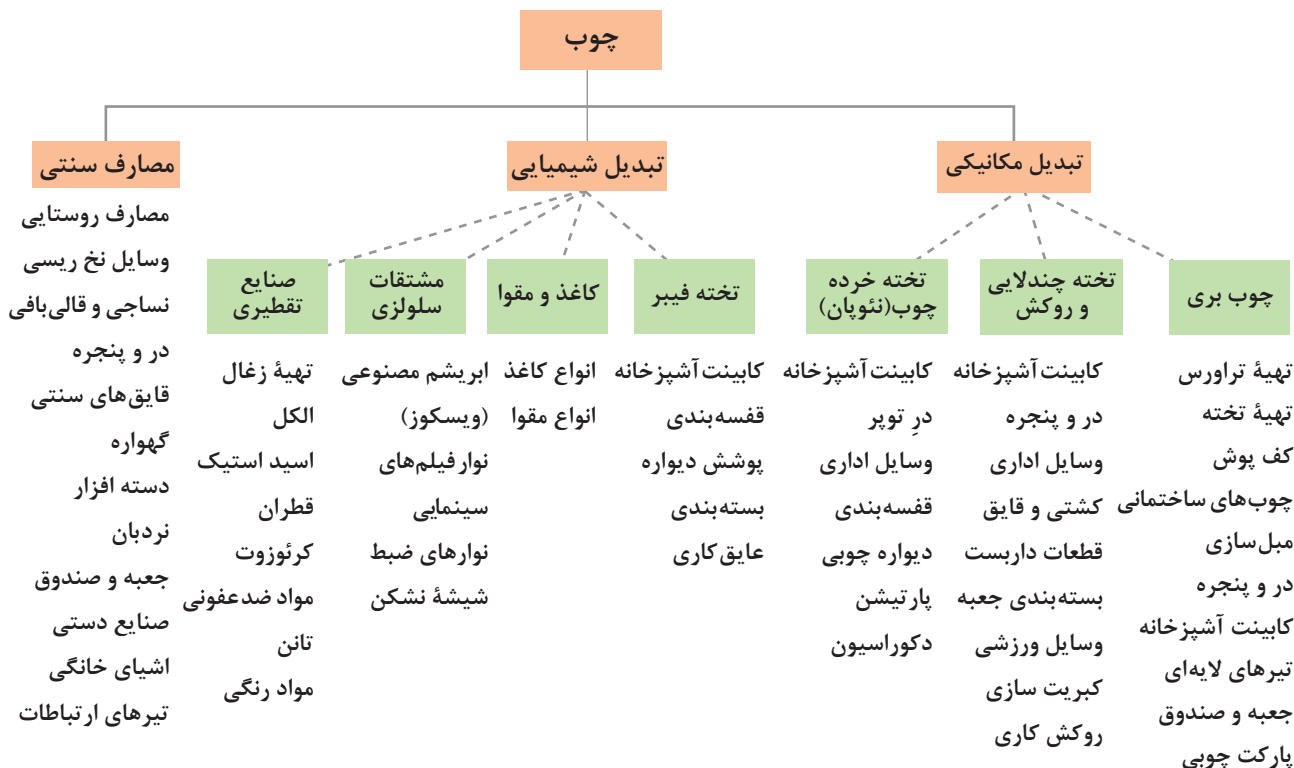 چوب
تبدیل مکانیکی
تبدیل شیمیایی
مصارف سنتی
چوب بری
تهیهٔ تراورس
تهیهٔ تخته
کف پوش
چوب‌های ساختمانی
مبل‌سازی
در و پنجره
کابینت آشپزخانه
تیرهای لایه‌ای
جعبه و صندوق
پارکت چوبی
تخته چندلایی
و روکش
کابینت آشپزخانه
در و پنجره
وسایل اداری
کشتی و قایق
قطعات داربست
بسته‌بندی جعبه
وسایل ورزشی
کبریت سازی
روکش کاری
تخته خرده
چوب(نئوپان)
کابینت آشپزخانه
درِ توپر
وسایل اداری
قفسه‌بندی
دیواره چوبی
پارتیشن
دکوراسیون
تخته فیبر
کابینت آشپزخانه
قفسه‌بندی
پوشش دیواره
بسته‌بندی
عایق‌کاری
کاغذ و مقوا
انواع کاغذ
انواع مقوا
مشتقات
سلولزی
ابریشم مصنوعی
(ویسکوز)
نوار فیلم‌های
سینمایی
نوارهای ضبط
شیشهٔ نشکن
صنایع
تقطیری
تهیهٔ زغال
الکل
اسید استیک
قطران
کرئوزوت
مواد ضدعفونی
تانن
مواد رنگی
مصارف روستایی
وسایل نخ ریسی
نساجی و قالی‌بافی
در و پنجره
قایق‌های سنتی
گهواره
دسته افزار
نردبان
جعبه و صندوق
صنایع دستی
اشیای خانگی
تیرهای ارتباطات